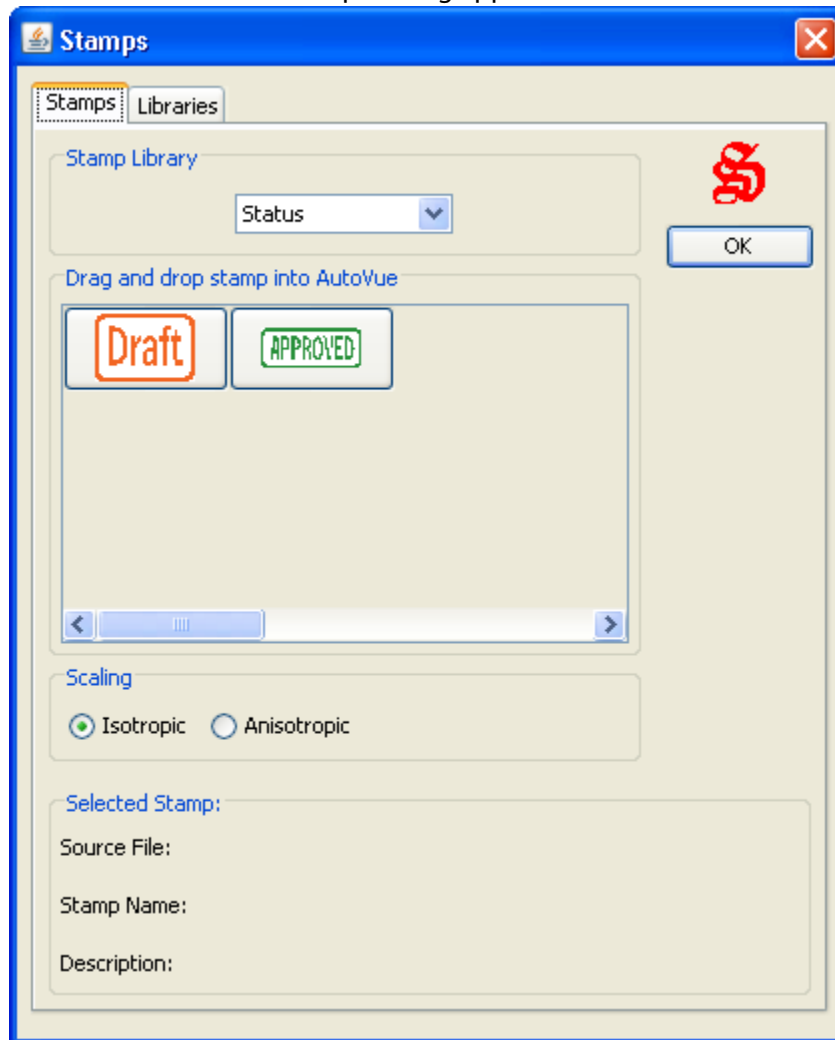 Stamps
Stamps Libraries
Stamp Library
Status
S
OK
Drag and drop stamp into AutoVue
Draft APPROVED
Scaling
Isotropic Anisotropic
Selected Stamp:
Source File:
Stamp Name:
Description: